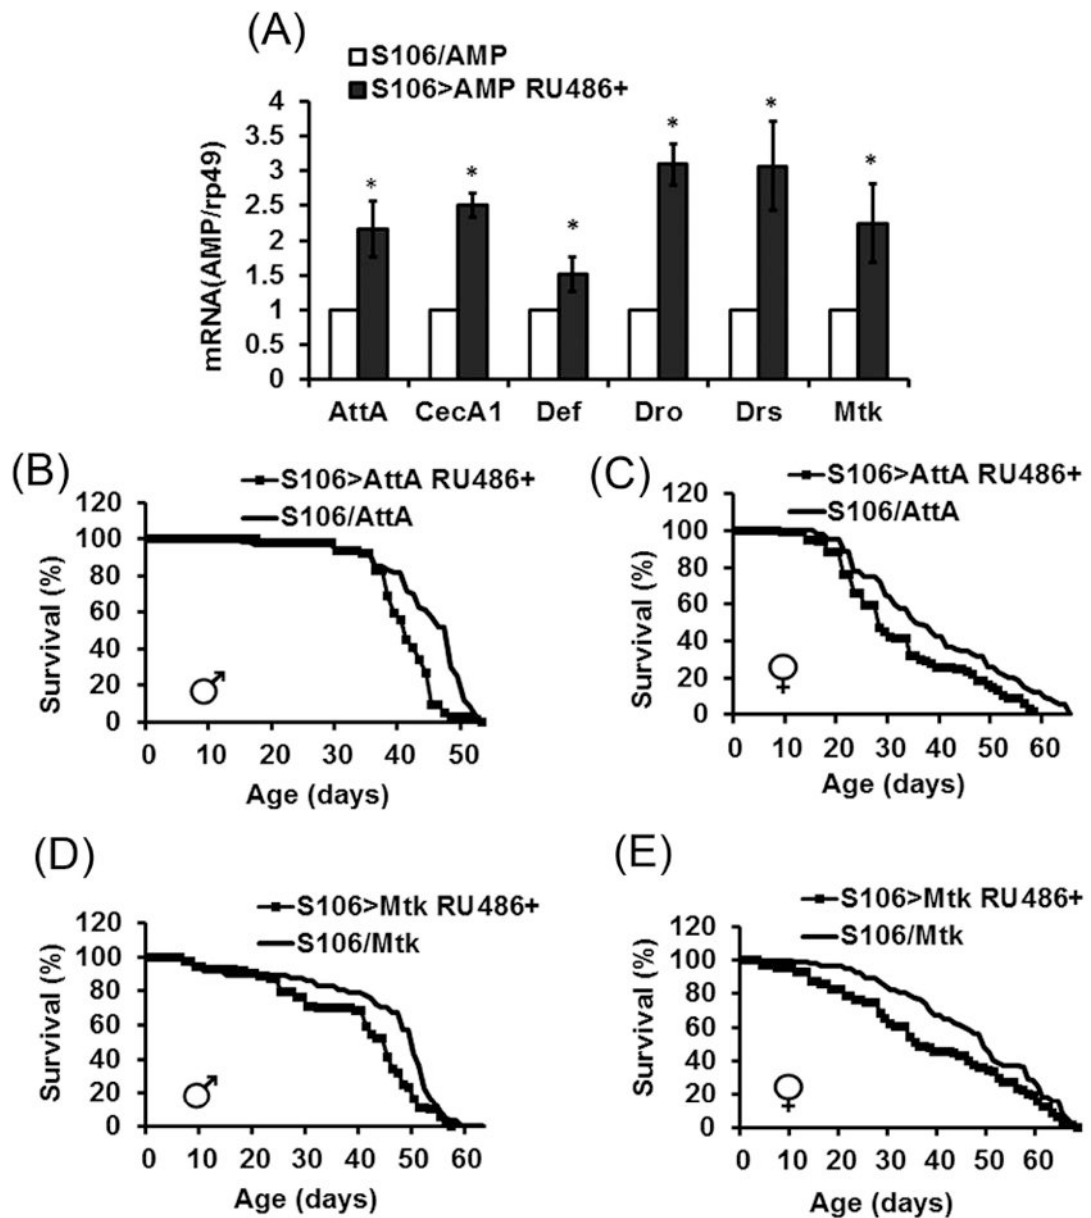 (A)
S106/AMP
S106>AMP RU486+
mRNA(AMP/rp49)
4
3.5
3
2.5
2
1.5
1
0.5
0
* * * * * *
AttA CecA1 Def Dro Drs Mtk
(B)
S106>AttA RU486+
S106/AttA
Survival (%)
120
100
80
60
40
20
0
♂
0 10 20 30 40 50
Age (days)
(C)
S106>AttA RU486+
S106/AttA
Survival (%)
120
100
80
60
40
20
0
♀
0 10 20 30 40 50 60
Age (days)
(D)
S106>Mtk RU486+
S106/Mtk
Survival (%)
120
100
80
60
40
20
0
♂
0 10 20 30 40 50 60
Age (days)
(E)
S106>Mtk RU486+
S106/Mtk
Survival (%)
120
100
80
60
40
20
0
♀
0 10 20 30 40 50 60
Age (days)